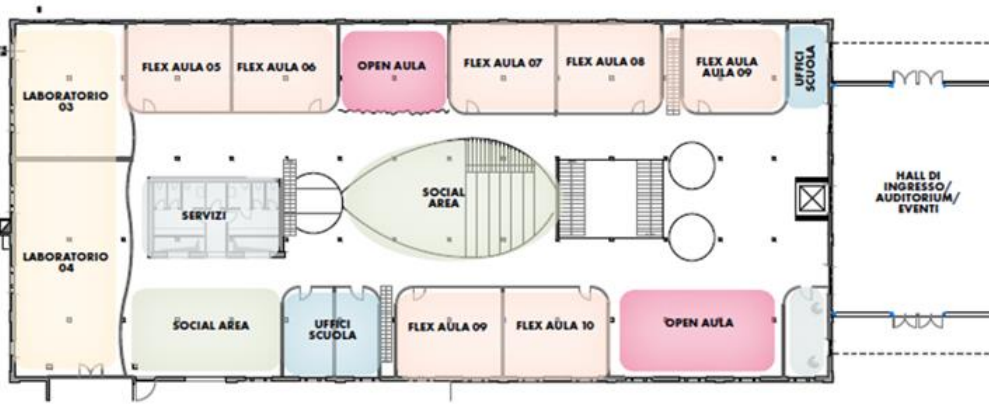 LABORATORIO
03
FLEX AULA 05
FLEX AULA 06
OPEN AULA
FLEX AULA 07
FLEX AULA 08
FLEX AULA
AULA 09
UFFICI
SCUOLA
SERVIZI
SOCIAL
AREA
HALL DI
INGRESSO/
AUDITORIUM/
EVENTI
LABORATORIO
04
SOCIAL AREA
UFFICI
SCUOLA
FLEX AULA 09
FLEX AULA 10
OPEN AULA